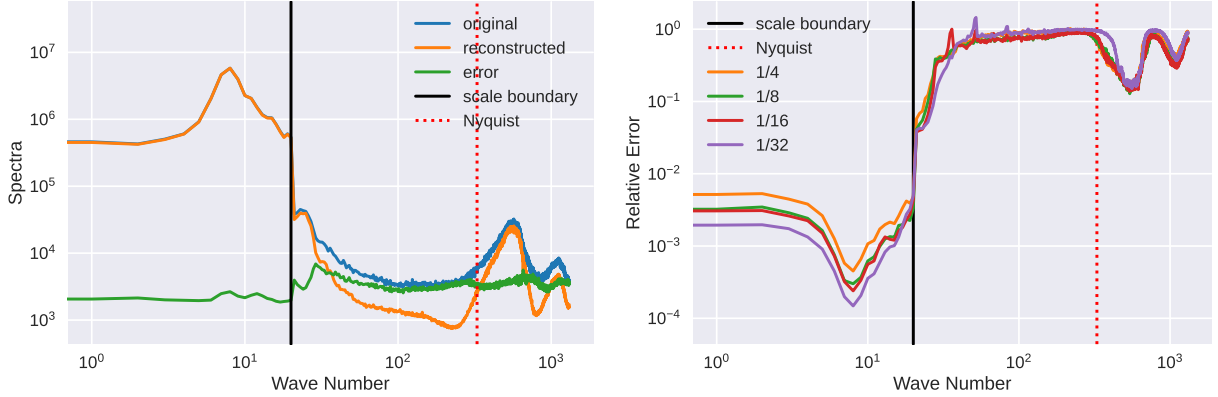 original
reconstructed
error
scale boundary
Nyquist
10⁷
10⁶
10⁵
10⁴
10³
Spectra
10⁰ 10¹ 10² 10³
Wave Number
scale boundary
Nyquist
1/4
1/8
1/16
1/32
10⁰
10⁻¹
10⁻²
10⁻³
10⁻⁴
Relative Error
10⁰ 10¹ 10² 10³
Wave Number